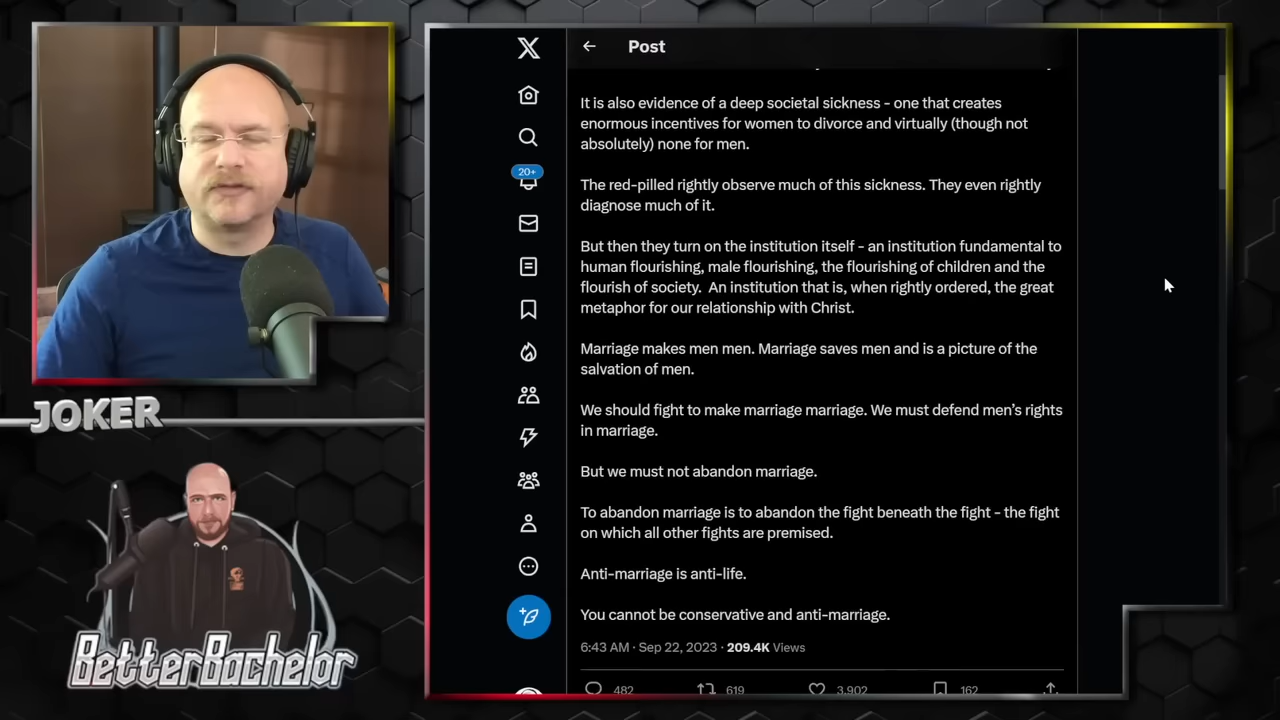 Post
It is also evidence of a deep societal sickness - one that creates
enormous incentives for women to divorce and virtually (though not
absolutely) none for men.
20+
The red-pilled rightly observe much of this sickness. They even rightly
diagnose much of it.
But then they turn on the institution itself - an institution fundamental to
human flourishing, male flourishing, the flourishing of children and the
flourish of society.  An institution that is, when rightly ordered, the great
metaphor for our relationship with Christ.
Marriage makes men men. Marriage saves men and is a picture of the
salvation of men.
We should fight to make marriage marriage. We must defend men’s rights
in marriage.
But we must not abandon marriage.
To abandon marriage is to abandon the fight beneath the fight - the fight
on which all other fights are premised.
Anti-marriage is anti-life.
You cannot be conservative and anti-marriage.
6:43 AM · Sep 22, 2023 · 209.4K Views
482 619 3,902 162
JOKER
BetterBachelor